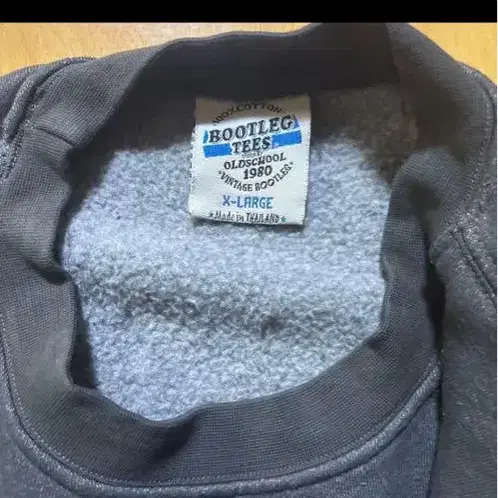 100% COTTON
BOOTLEG
TEES
OLDSCHOOL
1980
•VINTAGE BOOTLEG•
X-LARGE
★Made in THAILAND★